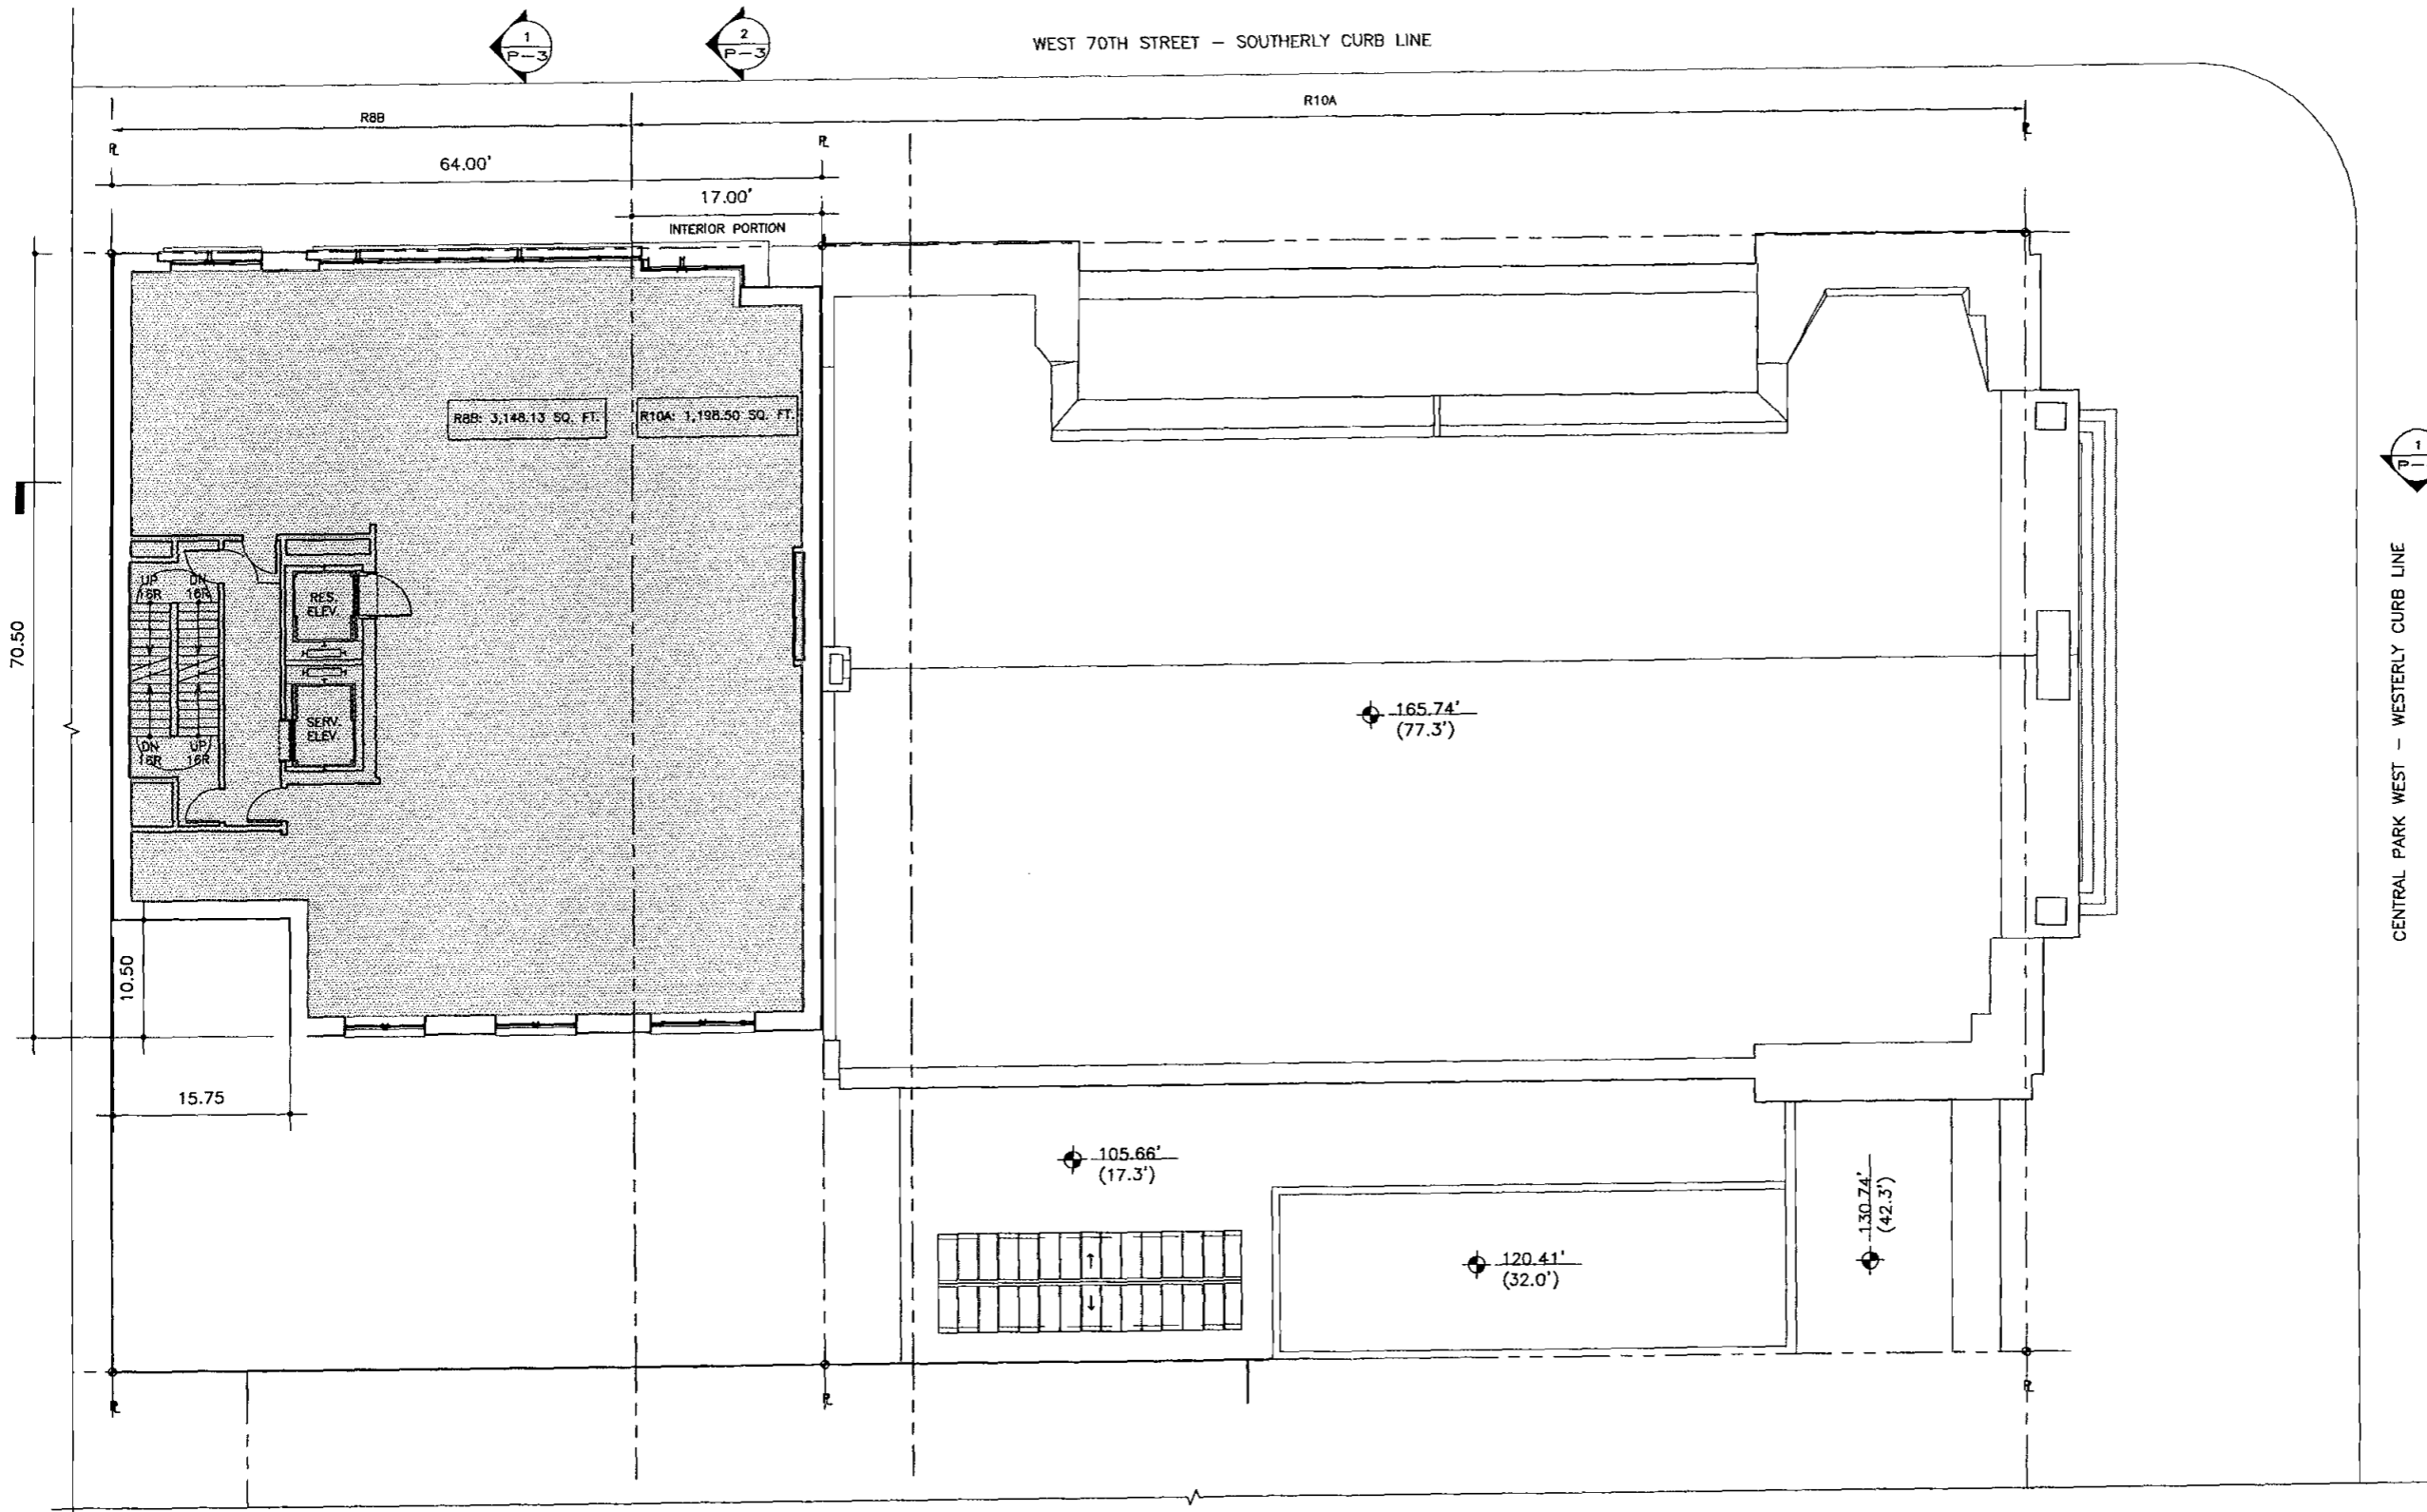 1
P-3
2
P-3
WEST 70TH STREET - SOUTHERLY CURB LINE
R8B
R10A
64.00'
17.00'
INTERIOR PORTION
R8B: 3,148.13 SQ. FT.
R10A: 1,198.50 SQ. FT.
1
P-
70.50
UP
16R
DN
16R
RES.
ELEV.
SERV.
ELEV.
DN
16R
UP
16R
165.74'
(77.3')
CENTRAL PARK WEST - WESTERLY CURB LINE
10.50
15.75
105.66'
(17.3')
120.41'
(32.0')
130.74'
(42.3')